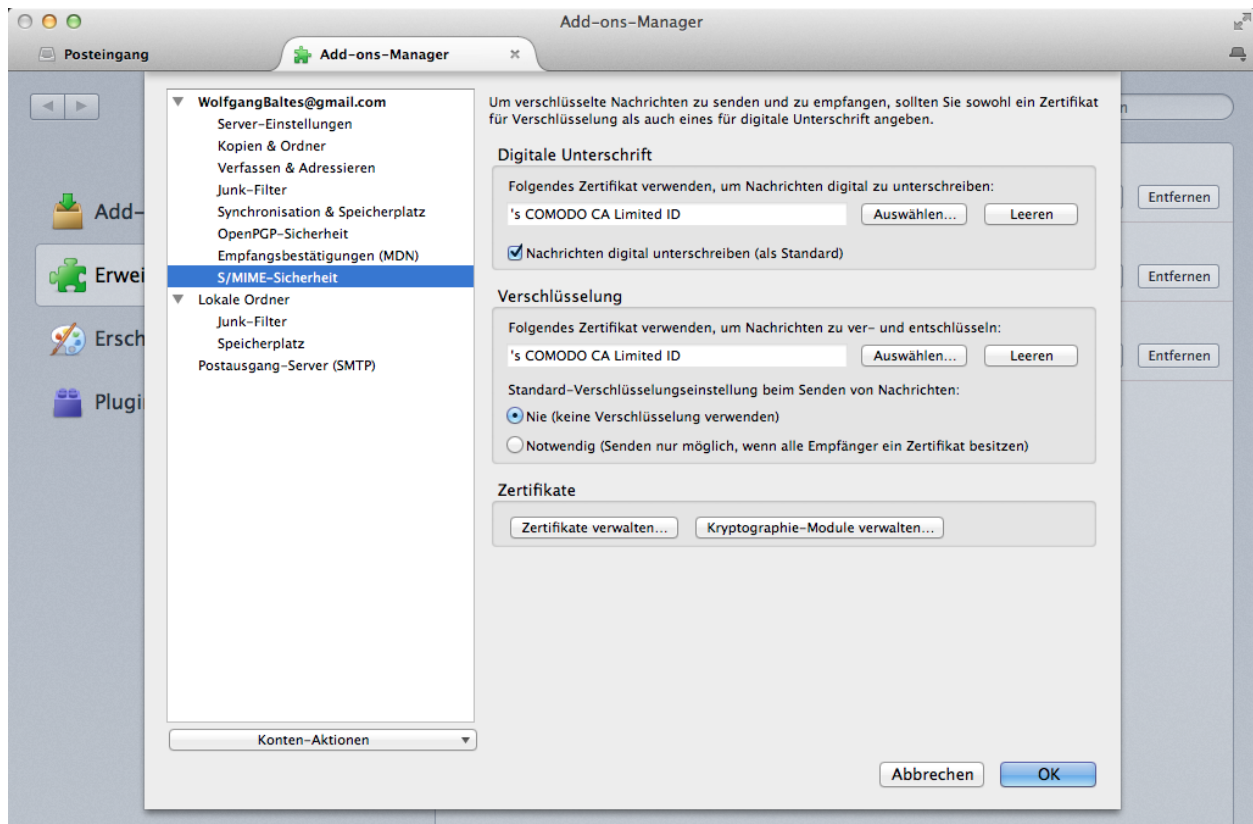 Add-ons-Manager
Posteingang
Add-ons-Manager
WolfgangBaltes@gmail.com
Server-Einstellungen
Kopien & Ordner
Verfassen & Adressieren
Junk-Filter
Synchronisation & Speicherplatz
OpenPGP-Sicherheit
Empfangsbestätigungen (MDN)
S/MIME-Sicherheit
Lokale Ordner
Junk-Filter
Speicherplatz
Postausgang-Server (SMTP)
Konten-Aktionen
Um verschlüsselte Nachrichten zu senden und zu empfangen, sollten Sie sowohl ein Zertifikat
für Verschlüsselung als auch eines für digitale Unterschrift angeben.
Digitale Unterschrift
Folgendes Zertifikat verwenden, um Nachrichten digital zu unterschreiben:
's COMODO CA Limited ID
Auswählen...
Leeren
Nachrichten digital unterschreiben (als Standard)
Verschlüsselung
Folgendes Zertifikat verwenden, um Nachrichten zu ver- und entschlüsseln:
's COMODO CA Limited ID
Auswählen...
Leeren
Standard-Verschlüsselungseinstellung beim Senden von Nachrichten:
Nie (keine Verschlüsselung verwenden)
Notwendig (Senden nur möglich, wenn alle Empfänger ein Zertifikat besitzen)
Zertifikate
Zertifikate verwalten...
Kryptographie-Module verwalten...
Abbrechen
OK
Add-
Erwei
Ersch
Plugi
n
Entfernen
Entfernen
Entfernen